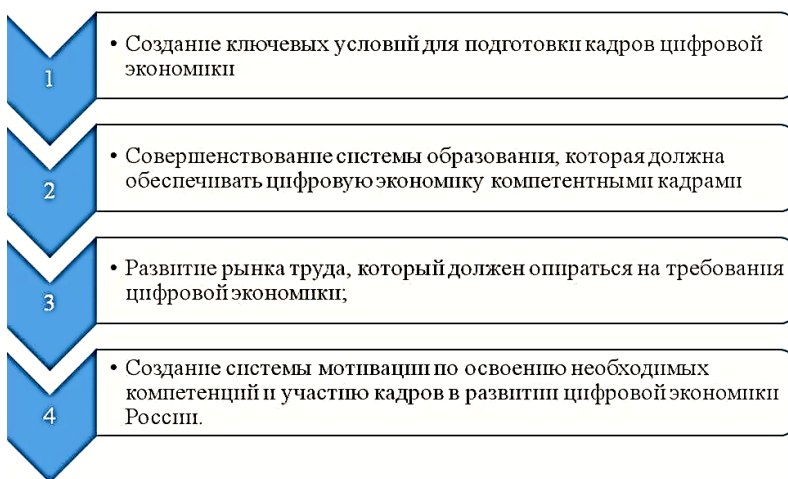 1
• Создание ключевых условий для подготовки кадров цифровой
экономики
2
• Совершенствование системы образования, которая должна
обеспечивать цифровую экономику компетентными кадрами
3
• Развитие рынка труда, который должен опираться на требования
цифровой экономики;
4
• Создание системы мотивации по освоению необходимых
компетенций и участию кадров в развитии цифровой экономики
России.